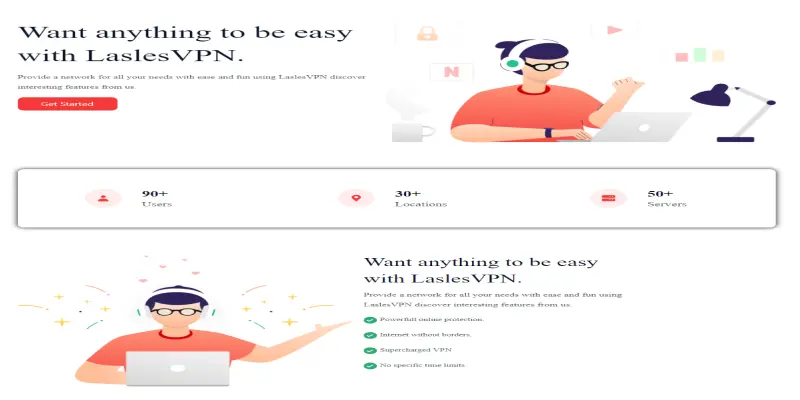 Want anything to be easy
with LaslesVPN.
Provide a network for all your needs with ease and fun using LaslesVPN discover
interesting features from us.
Get Started
N
90+
Users
30+
Locations
50+
Servers
Want anything to be easy
with LaslesVPN.
Provide a network for all your needs with ease and fun using
LaslesVPN discover interesting features from us.
Powerfull online protection.
Internet without borders.
Supercharged VPN
No specific time limits